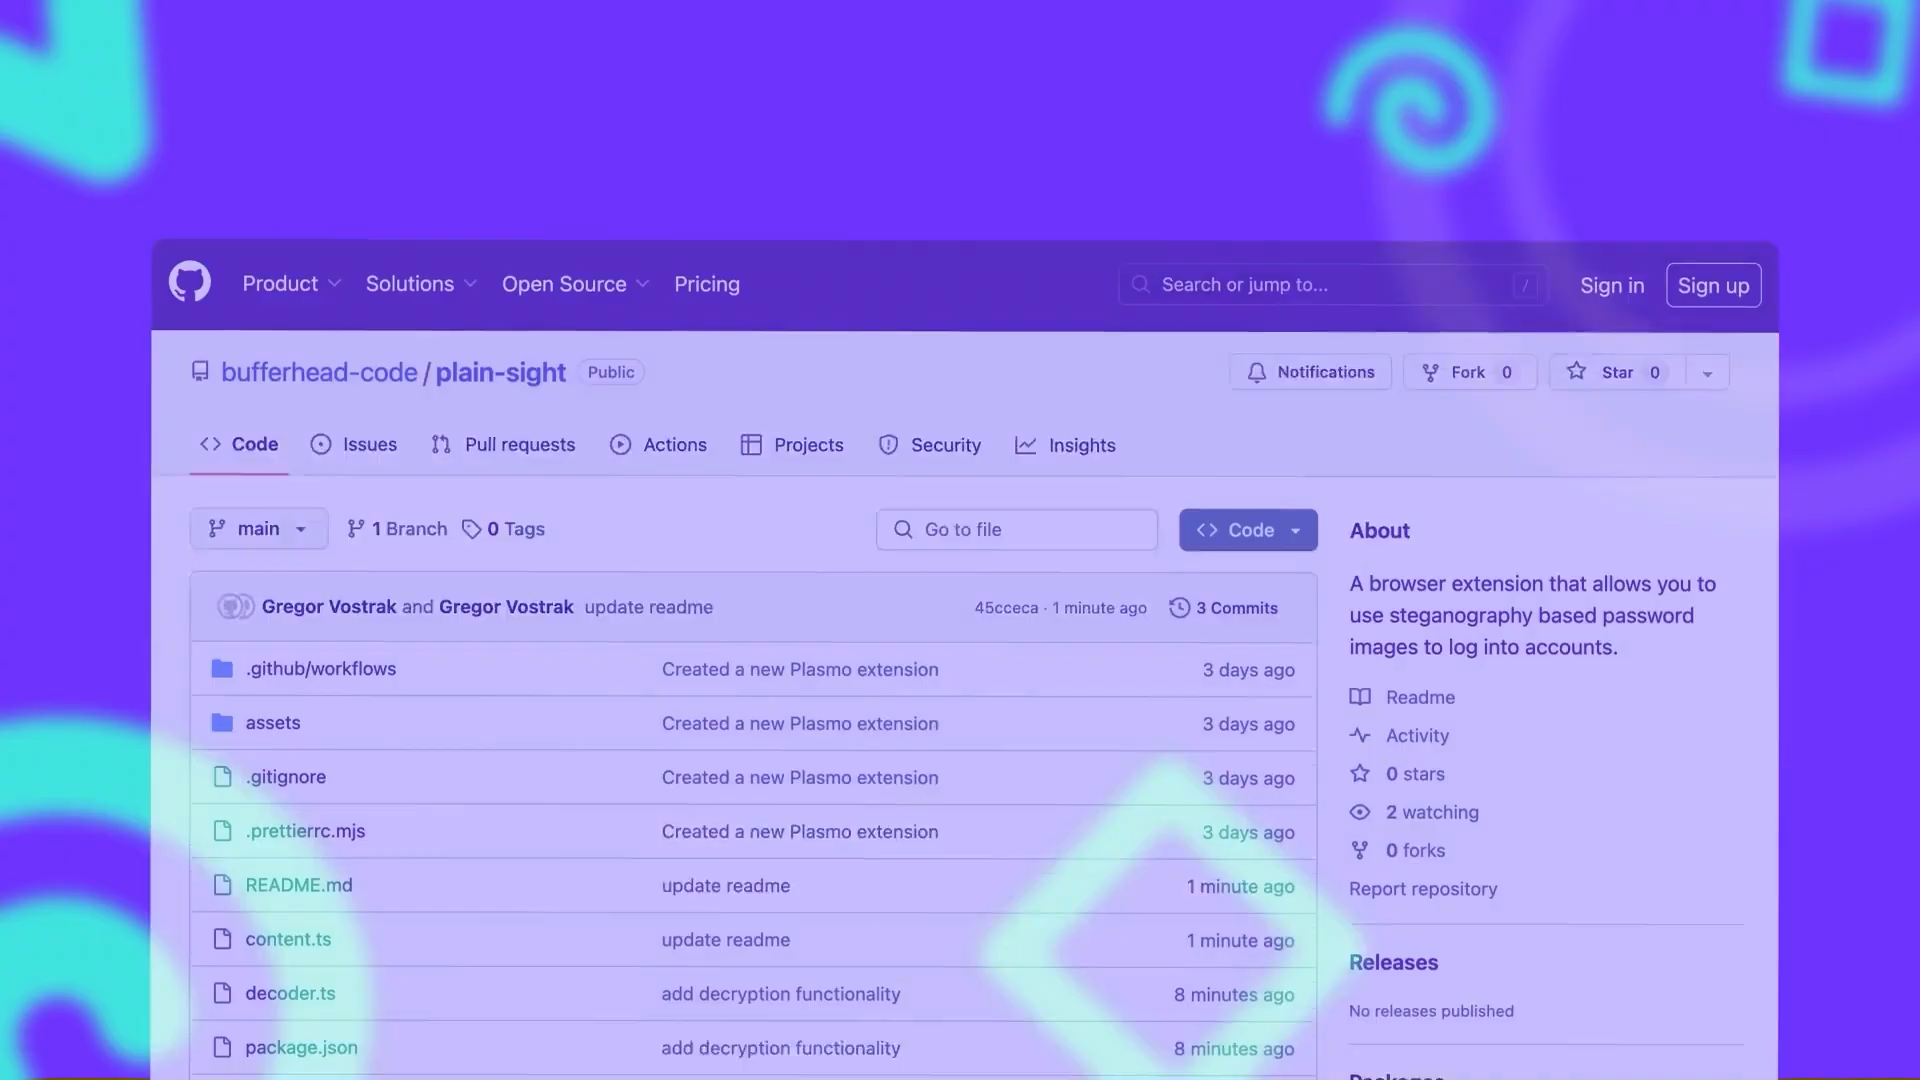 Product Solutions Open Source Pricing Search or jump to... / Sign in Sign up
bufferhead-code / plain-sight Public Notifications Fork 0 Star 0
Code Issues Pull requests Actions Projects Security Insights
main 1 Branch 0 Tags Go to file Code
Gregor Vostrak and Gregor Vostrak update readme 45cceca · 1 minute ago 3 Commits
.github/workflows Created a new Plasmo extension 3 days ago
assets Created a new Plasmo extension 3 days ago
.gitignore Created a new Plasmo extension 3 days ago
.prettierrc.mjs Created a new Plasmo extension 3 days ago
README.md update readme 1 minute ago
content.ts update readme 1 minute ago
decoder.ts add decryption functionality 8 minutes ago
package.json add decryption functionality 8 minutes ago
About
A browser extension that allows you to
use steganography based password
images to log into accounts.
Readme
Activity
0 stars
2 watching
0 forks
Report repository
Releases
No releases published